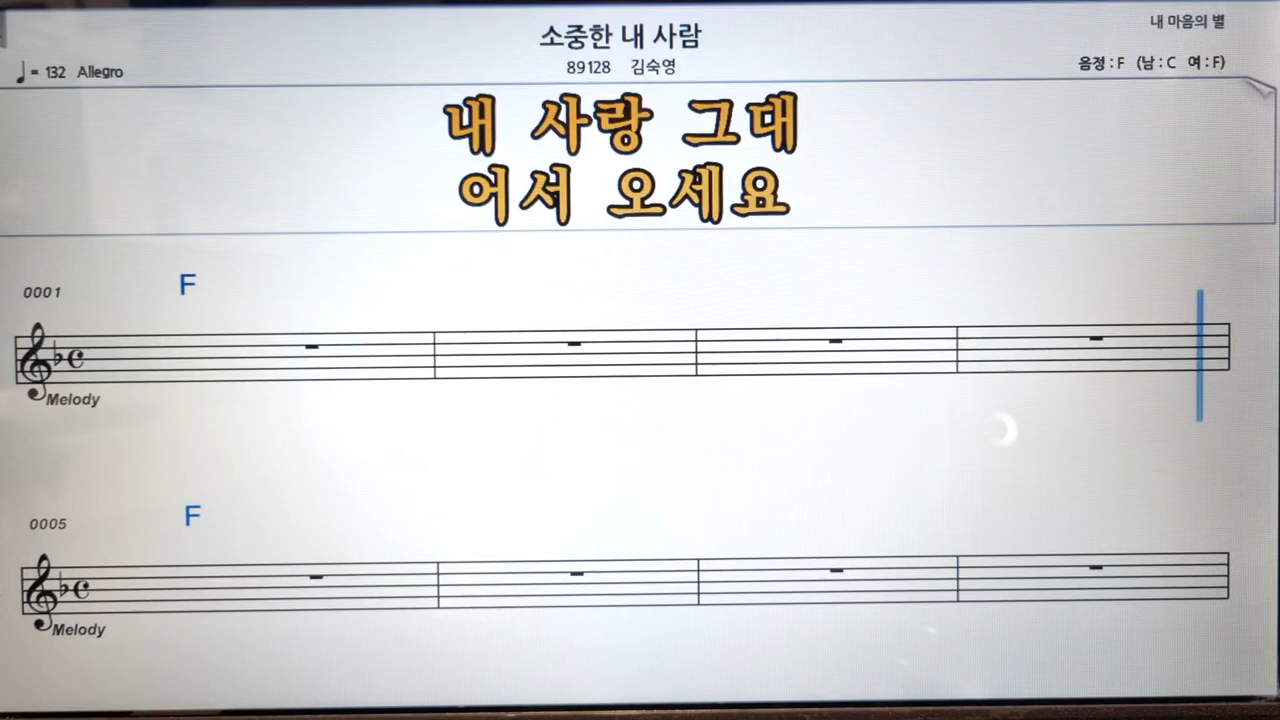 내 마음의 별
소중한 내 사람
♩= 132 Allegro
89128 김숙영
음정 : F (남 : C 여 : F)
내 사랑 그대
어서 오세요
0001
F
Melody
0005
F
Melody